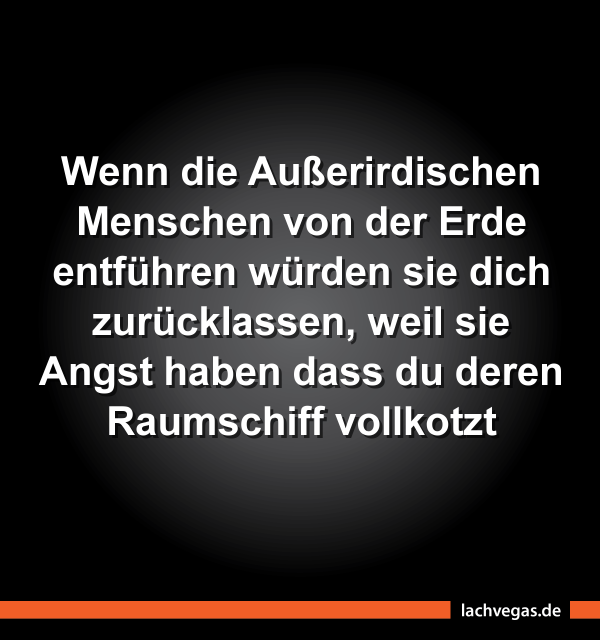 Wenn die Außerirdischen
Menschen von der Erde
entführen würden sie dich
zurücklassen, weil sie
Angst haben dass du deren
Raumschiff vollkotzt
lachvegas.de